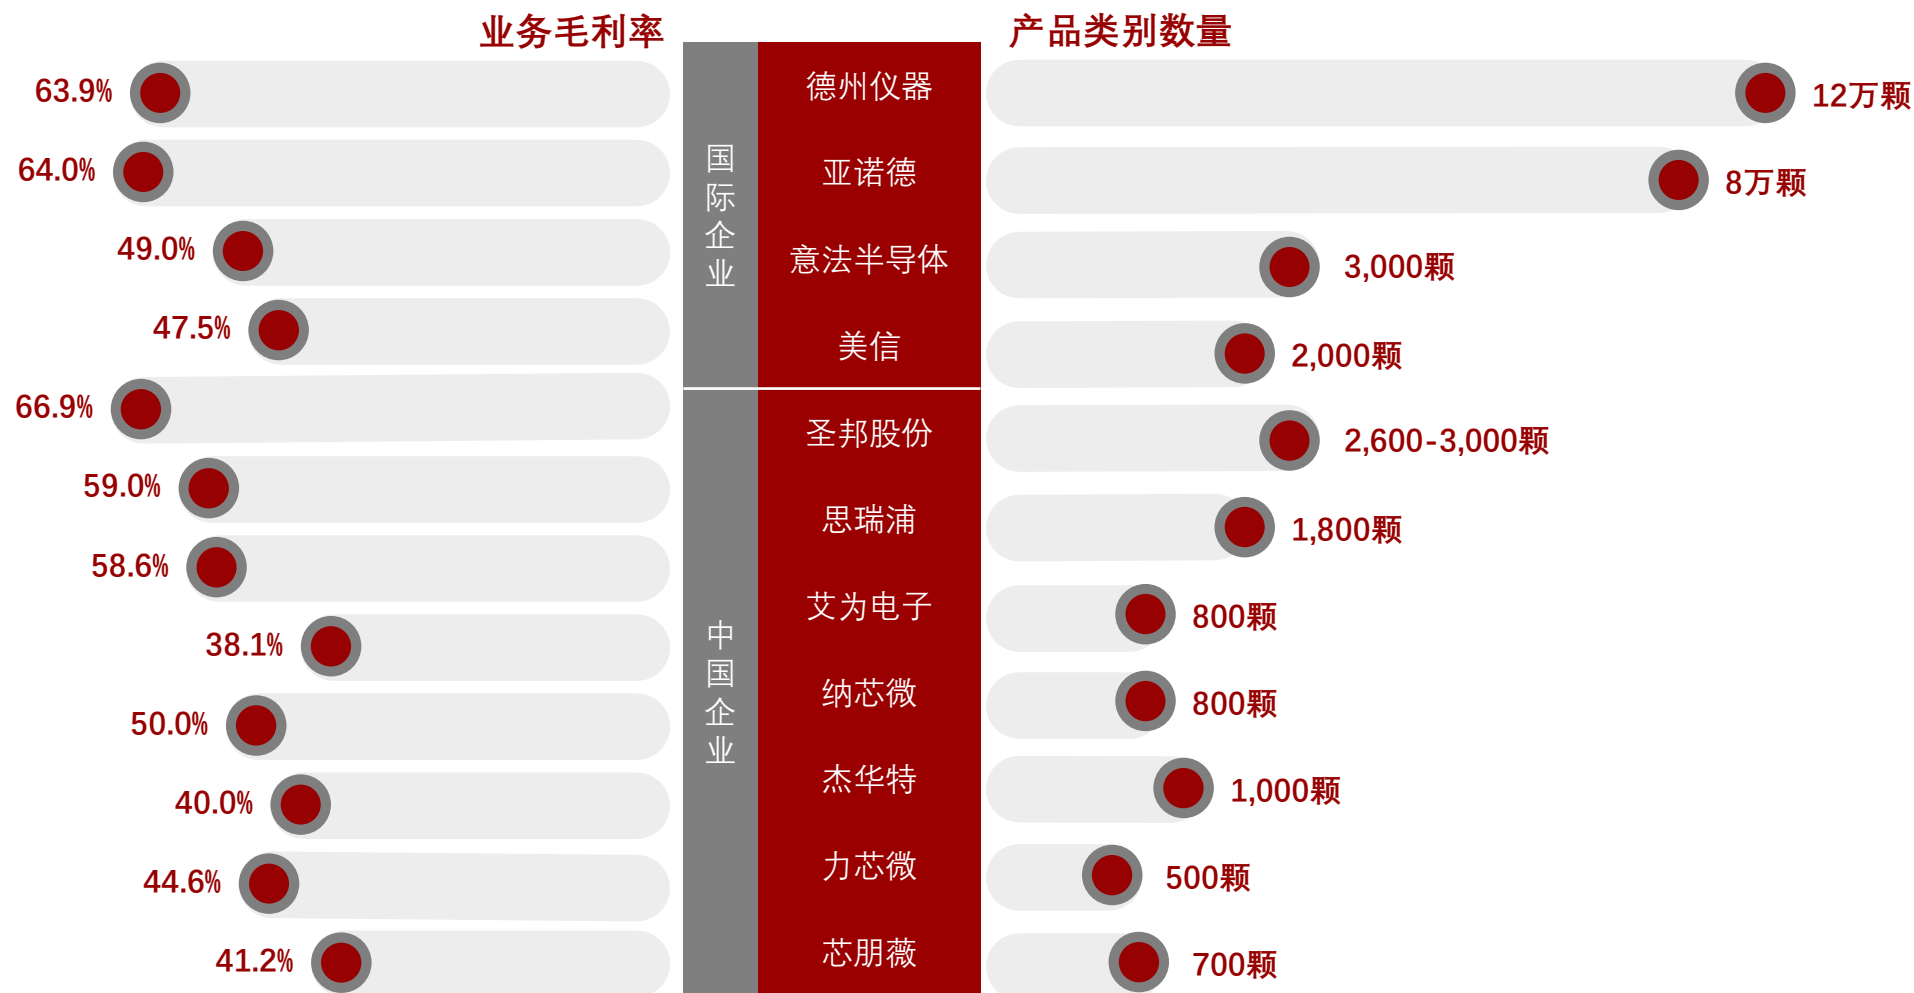 业务毛利率
产品类别数量
63.9%
64.0%
49.0%
47.5%
66.9%
59.0%
58.6%
38.1%
50.0%
40.0%
44.6%
41.2%
国际企业
中国企业
德州仪器
亚诺德
意法半导体
美信
圣邦股份
思瑞浦
艾为电子
纳芯微
杰华特
力芯微
芯朋薇
12万颗
8万颗
3,000颗
2,000颗
2,600-3,000颗
1,800颗
800颗
800颗
1,000颗
500颗
700颗